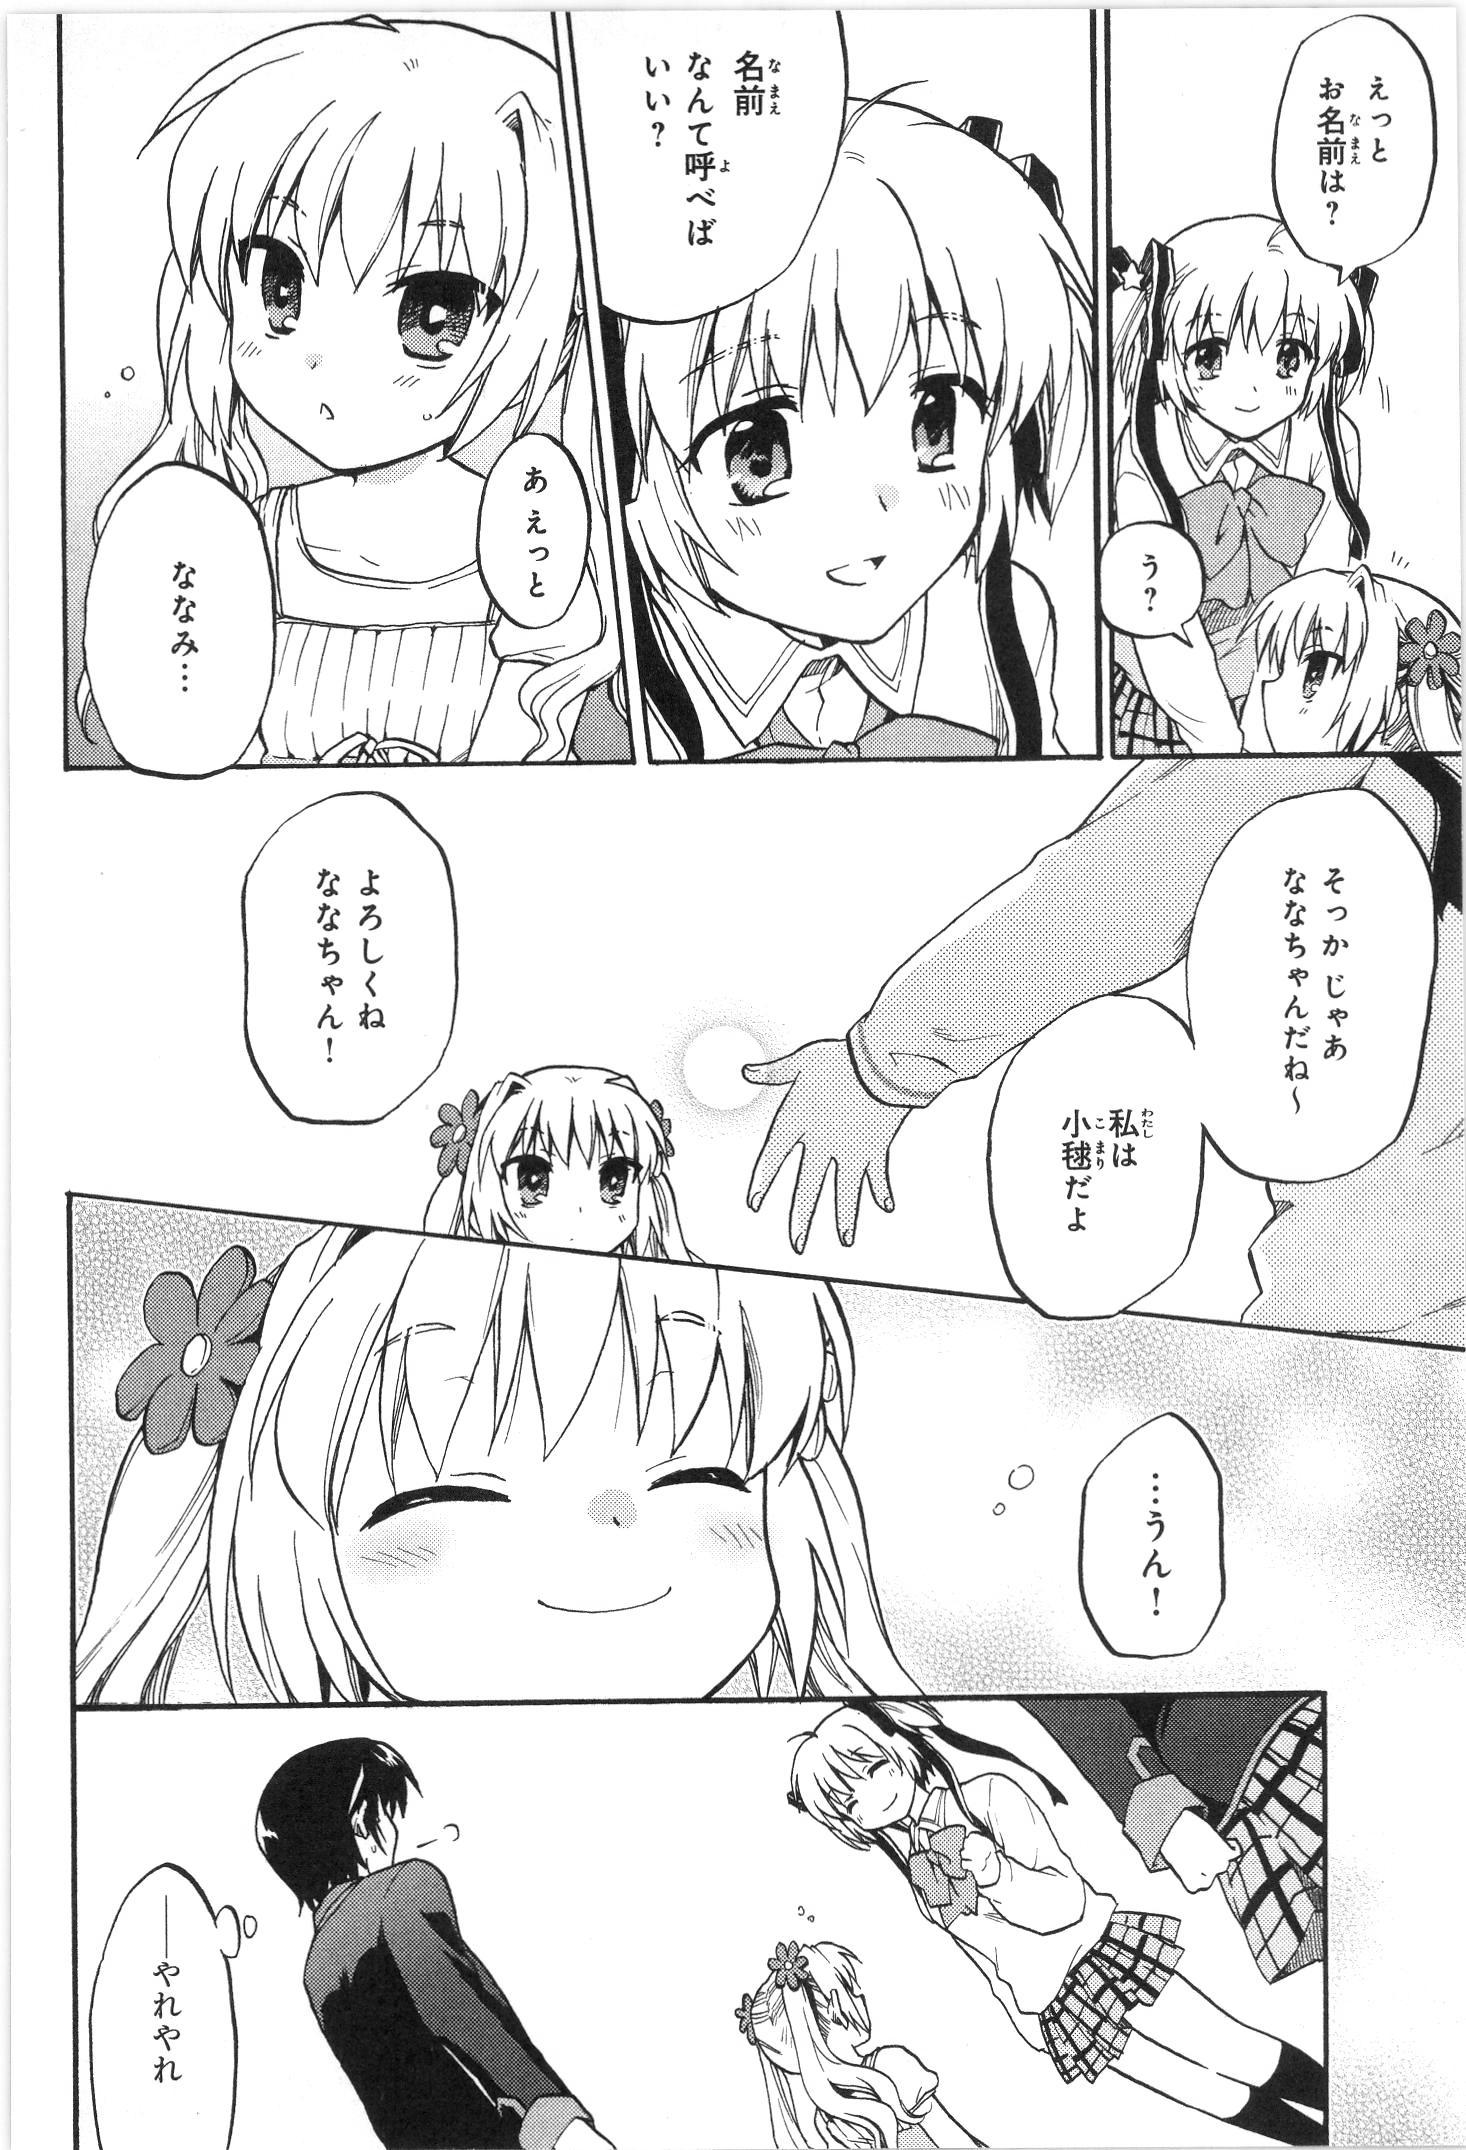 えっと
お名前は?
う?
名前
なんて呼べば
いい?
あ えっと
ななみ…
そっか じゃあ
ななちゃんだね～
私は
小毬だよ
よろしくね
ななちゃん!
…うん!
――やれやれ